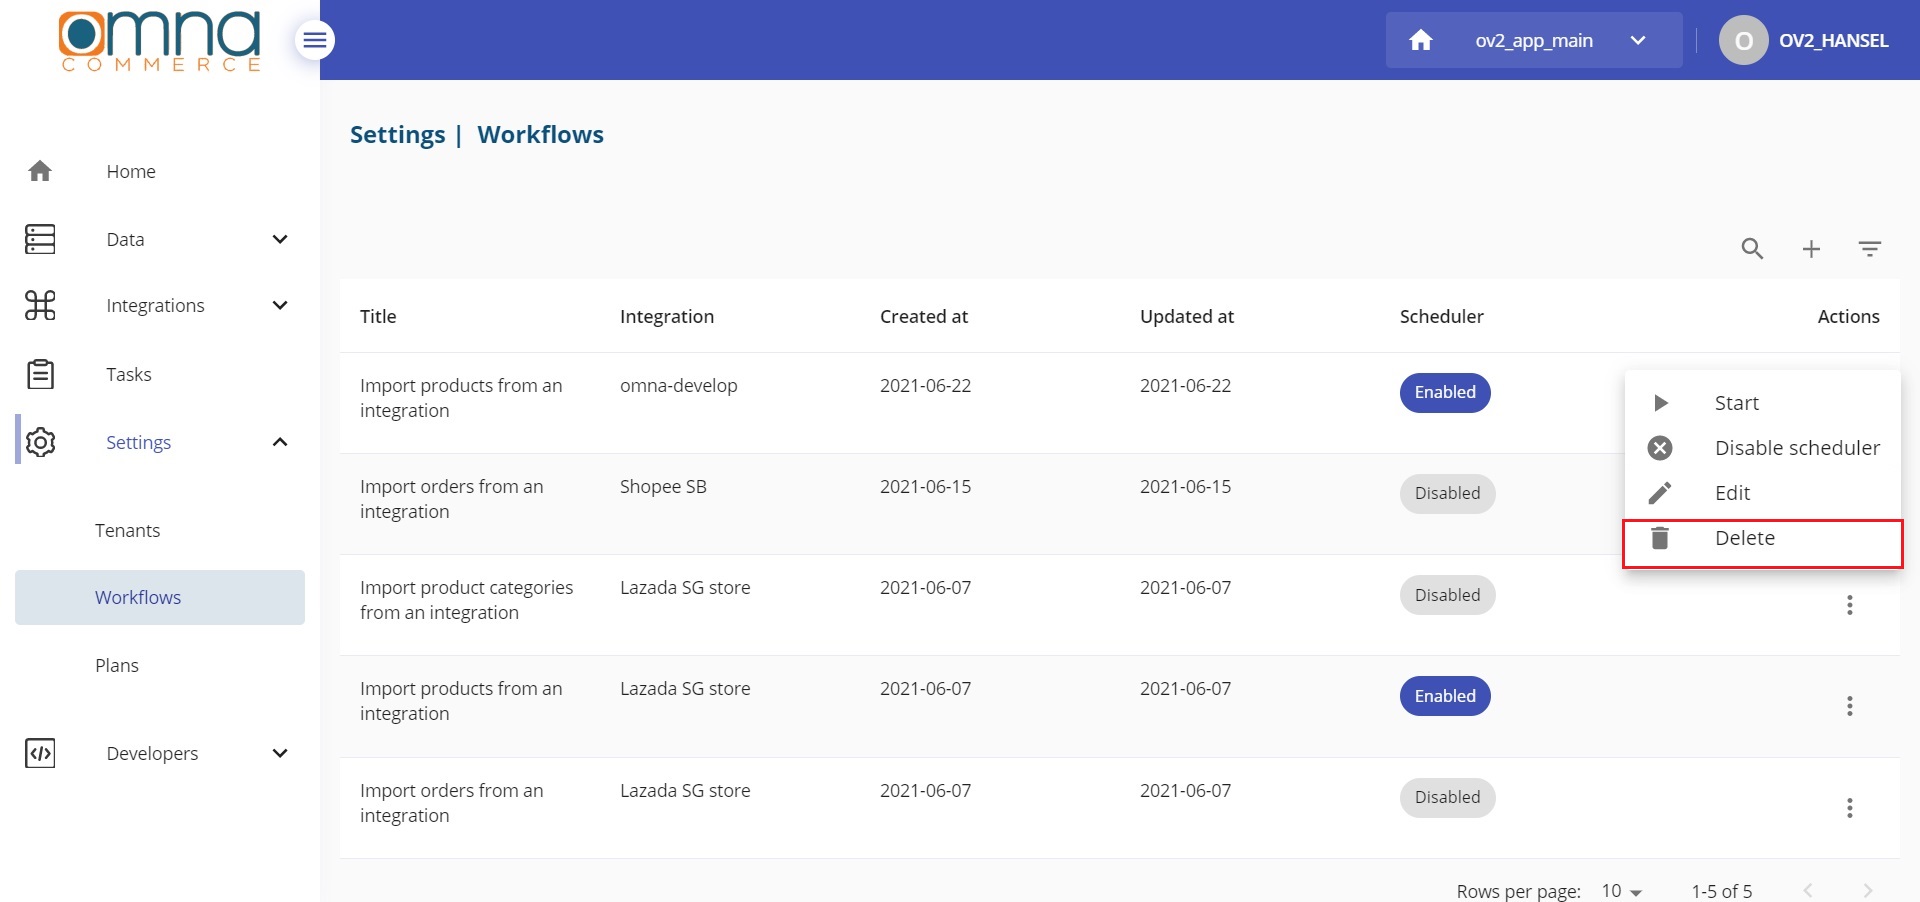 omna
COMMERCE
ov2_app_main
O
OV2_HANSEL
Settings | Workflows
Home
Data
Integrations
Tasks
Settings
Tenants
Workflows
Plans
Developers
Title Integration Created at Updated at Scheduler Actions
Import products from an
integration
omna-develop 2021-06-22 2021-06-22 Enabled
Import orders from an
integration
Shopee SB 2021-06-15 2021-06-15 Disabled
Import product categories
from an integration
Lazada SG store 2021-06-07 2021-06-07 Disabled
Import products from an
integration
Lazada SG store 2021-06-07 2021-06-07 Enabled
Import orders from an
integration
Lazada SG store 2021-06-07 2021-06-07 Disabled
Start
Disable scheduler
Edit
Delete
Rows per page: 10 1-5 of 5